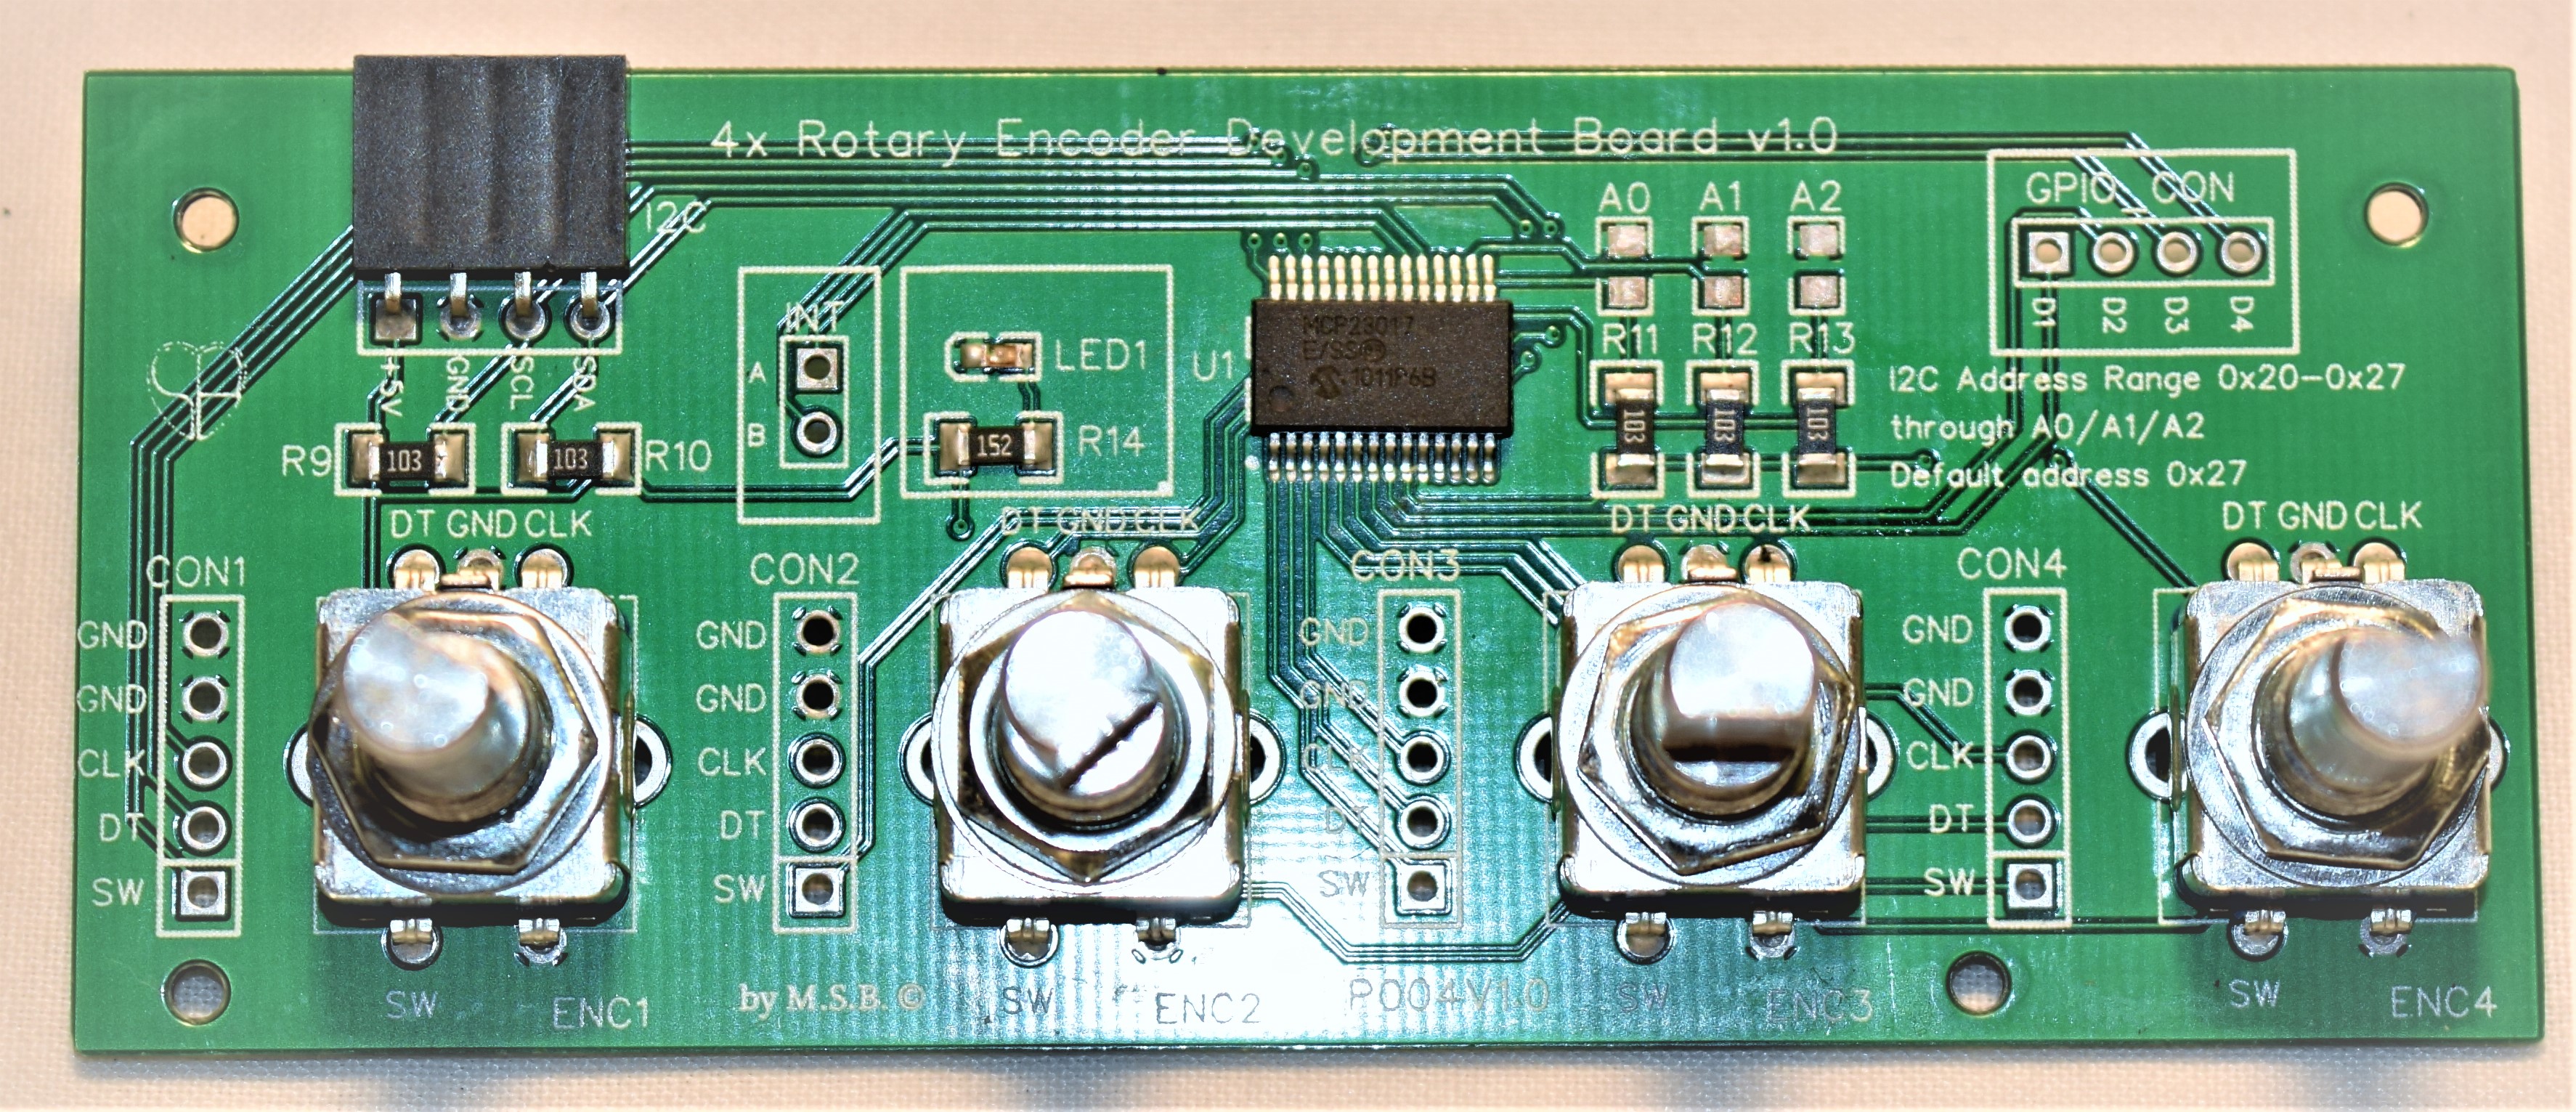 4x Rotary Encoder Development Board v1.0
I2C
+5V
GND
SCL
SDA
R9
103
103
R10
INT
A
B
LED1
152
R14
U1
MCP23017
E/SS
1011P6B
A0 A1 A2
R11 R12 R13
103 103 103
GPIO_CON
D1 D2 D3 D4
I2C Address Range 0x20-0x27
through A0/A1/A2
Default address 0x27
DT GND CLK
DT GND CLK
DT GND CLK
DT GND CLK
CON1
GND
GND
CLK
DT
SW
CON2
GND
GND
CLK
DT
SW
CON3
GND
GND
CLK
DT
SW
CON4
GND
GND
CLK
DT
SW
SW ENC1
by M.S.B. ©
SW ENC2
P004V1.0
SW ENC3
SW ENC4